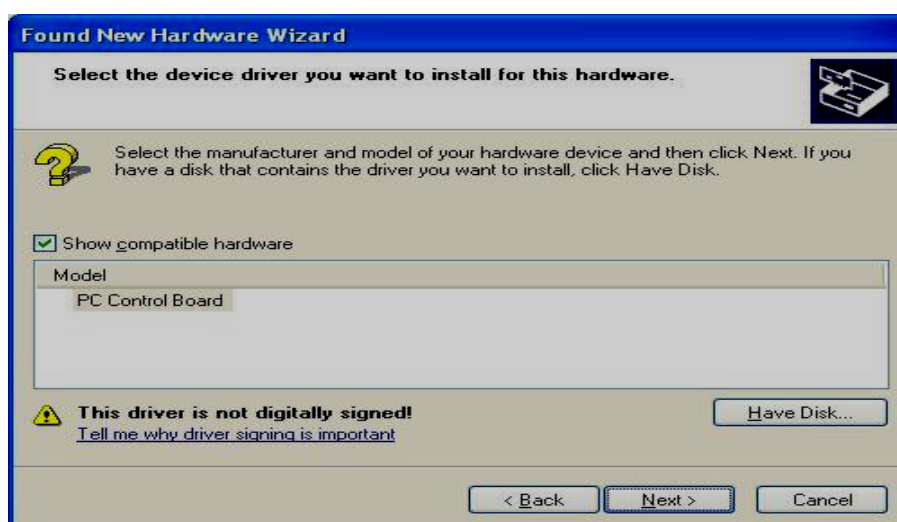 Found New Hardware Wizard
Select the device driver you want to install for this hardware.
Select the manufacturer and model of your hardware device and then click Next. If you
have a disk that contains the driver you want to install, click Have Disk.
Show compatible hardware
Model
PC Control Board
This driver is not digitally signed!
Have Disk...
Tell me why driver signing is important
< Back
Next >
Cancel